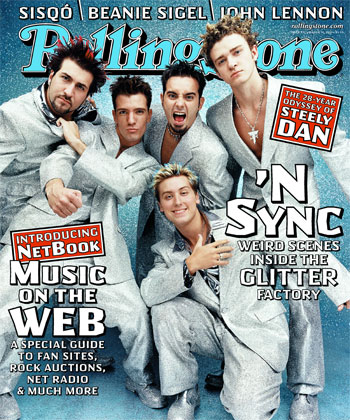 SISQÓ \ BEANIE SIGEL \ JOHN LENNON
RollingStone
rollingstone.com
THE 28-YEAR
ODYSSEY OF
STEELY
DAN
'N
SYNC
WEIRD SCENES
INSIDE THE
GLITTER
FACTORY
INTRODUCING
NETBOOK
MUSIC
ON THE
WEB
A SPECIAL GUIDE
TO FAN SITES,
ROCK AUCTIONS,
NET RADIO
& MUCH MORE